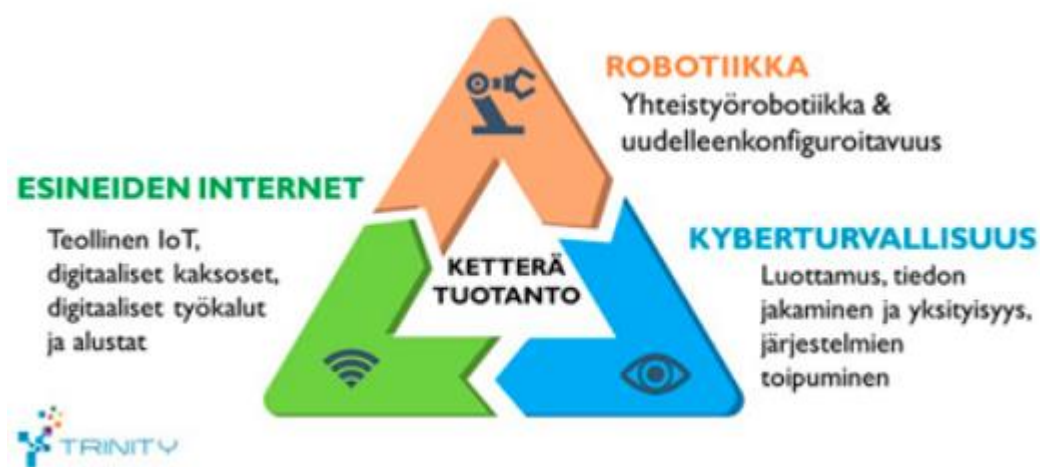 ROBOTIIKKA
Yhteistyörobotiikka &
uudelleenkonfiguroitavuus
ESINEIDEN INTERNET
Teollinen IoT,
digitaaliset kaksoset,
digitaaliset työkalut
ja alustat
KETTERÄ
TUOTANTO
KYBERTURVALLISUUS
Luottamus, tiedon
jakaminen ja yksityisyys,
järjestelmien
toipuminen
TRINITY